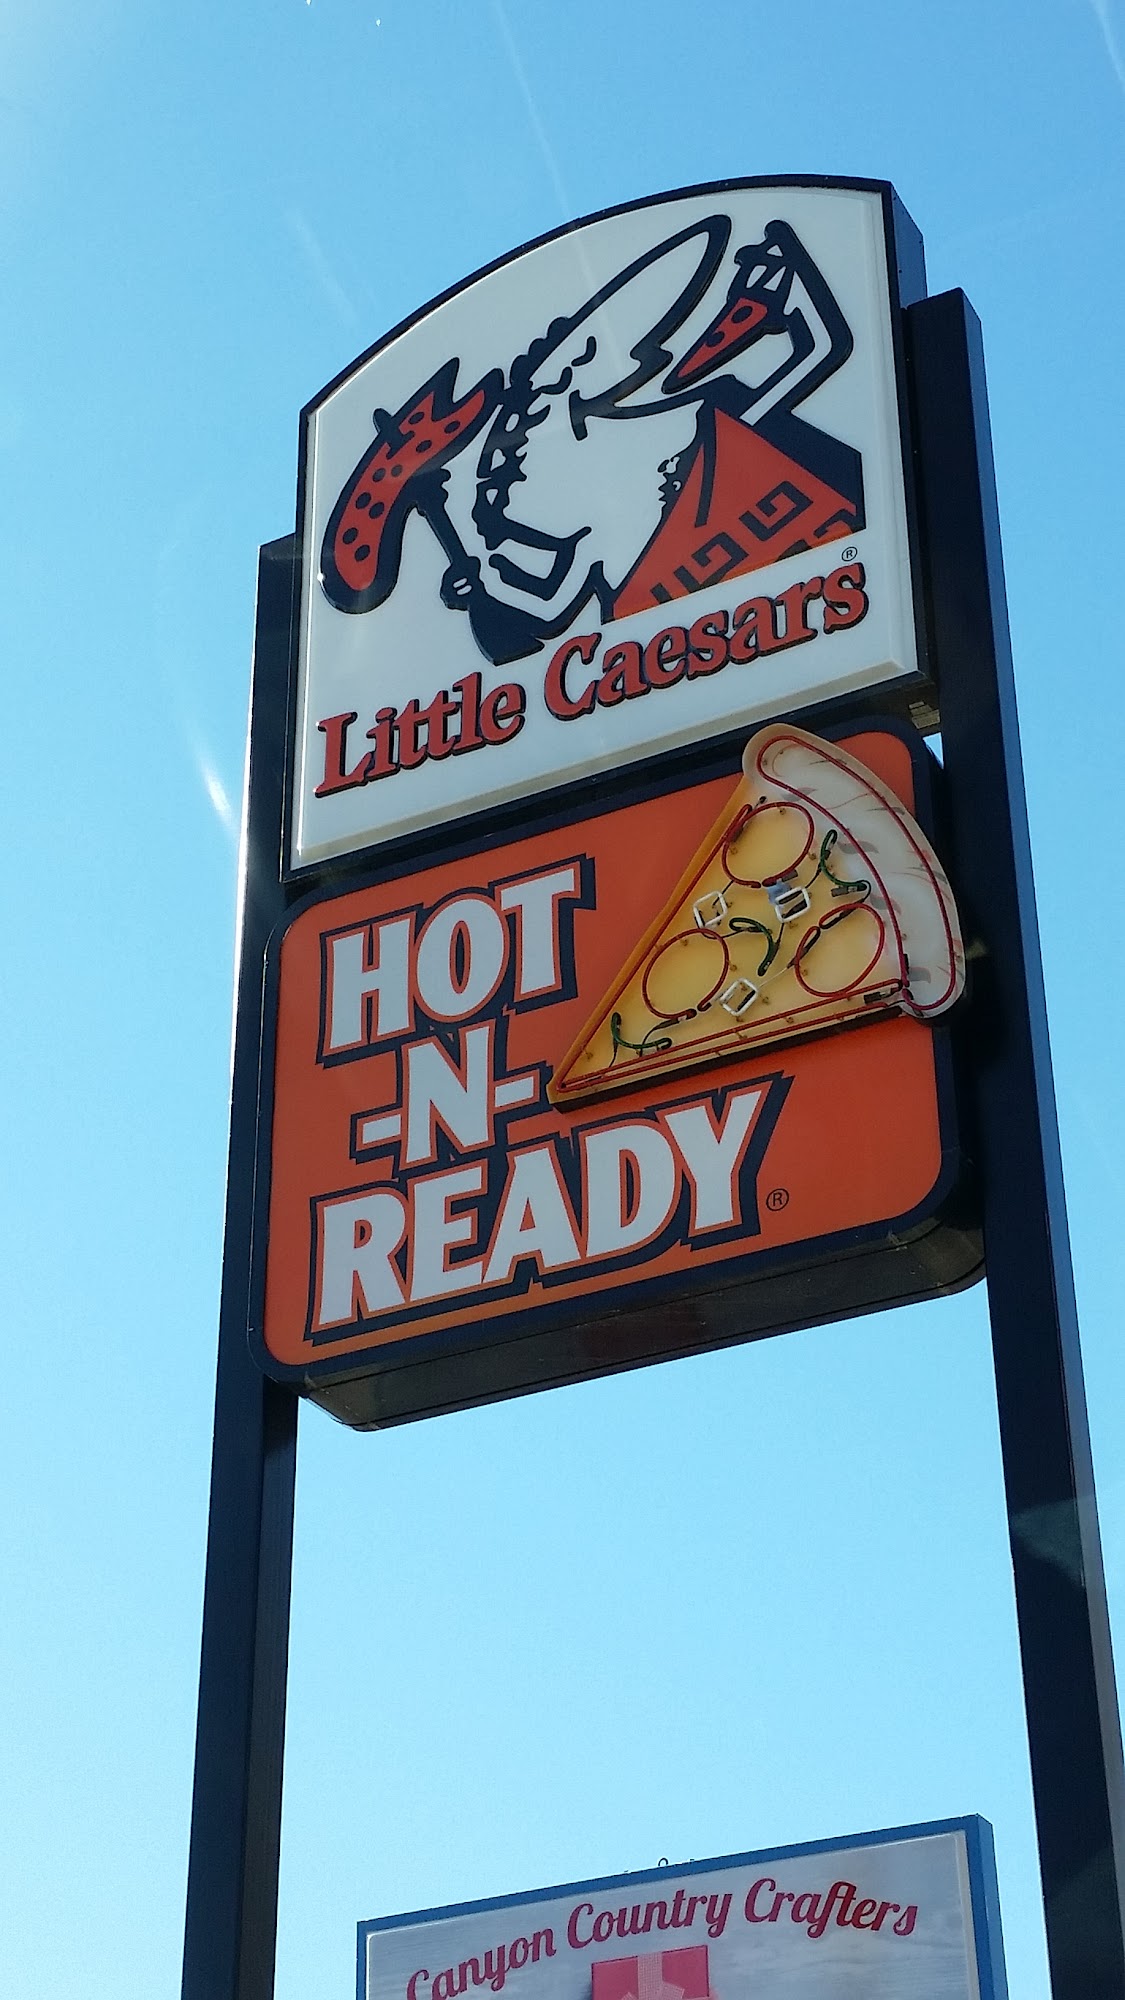 Little Caesars®
HOT
-N-
READY®
Canyon Country Crafters